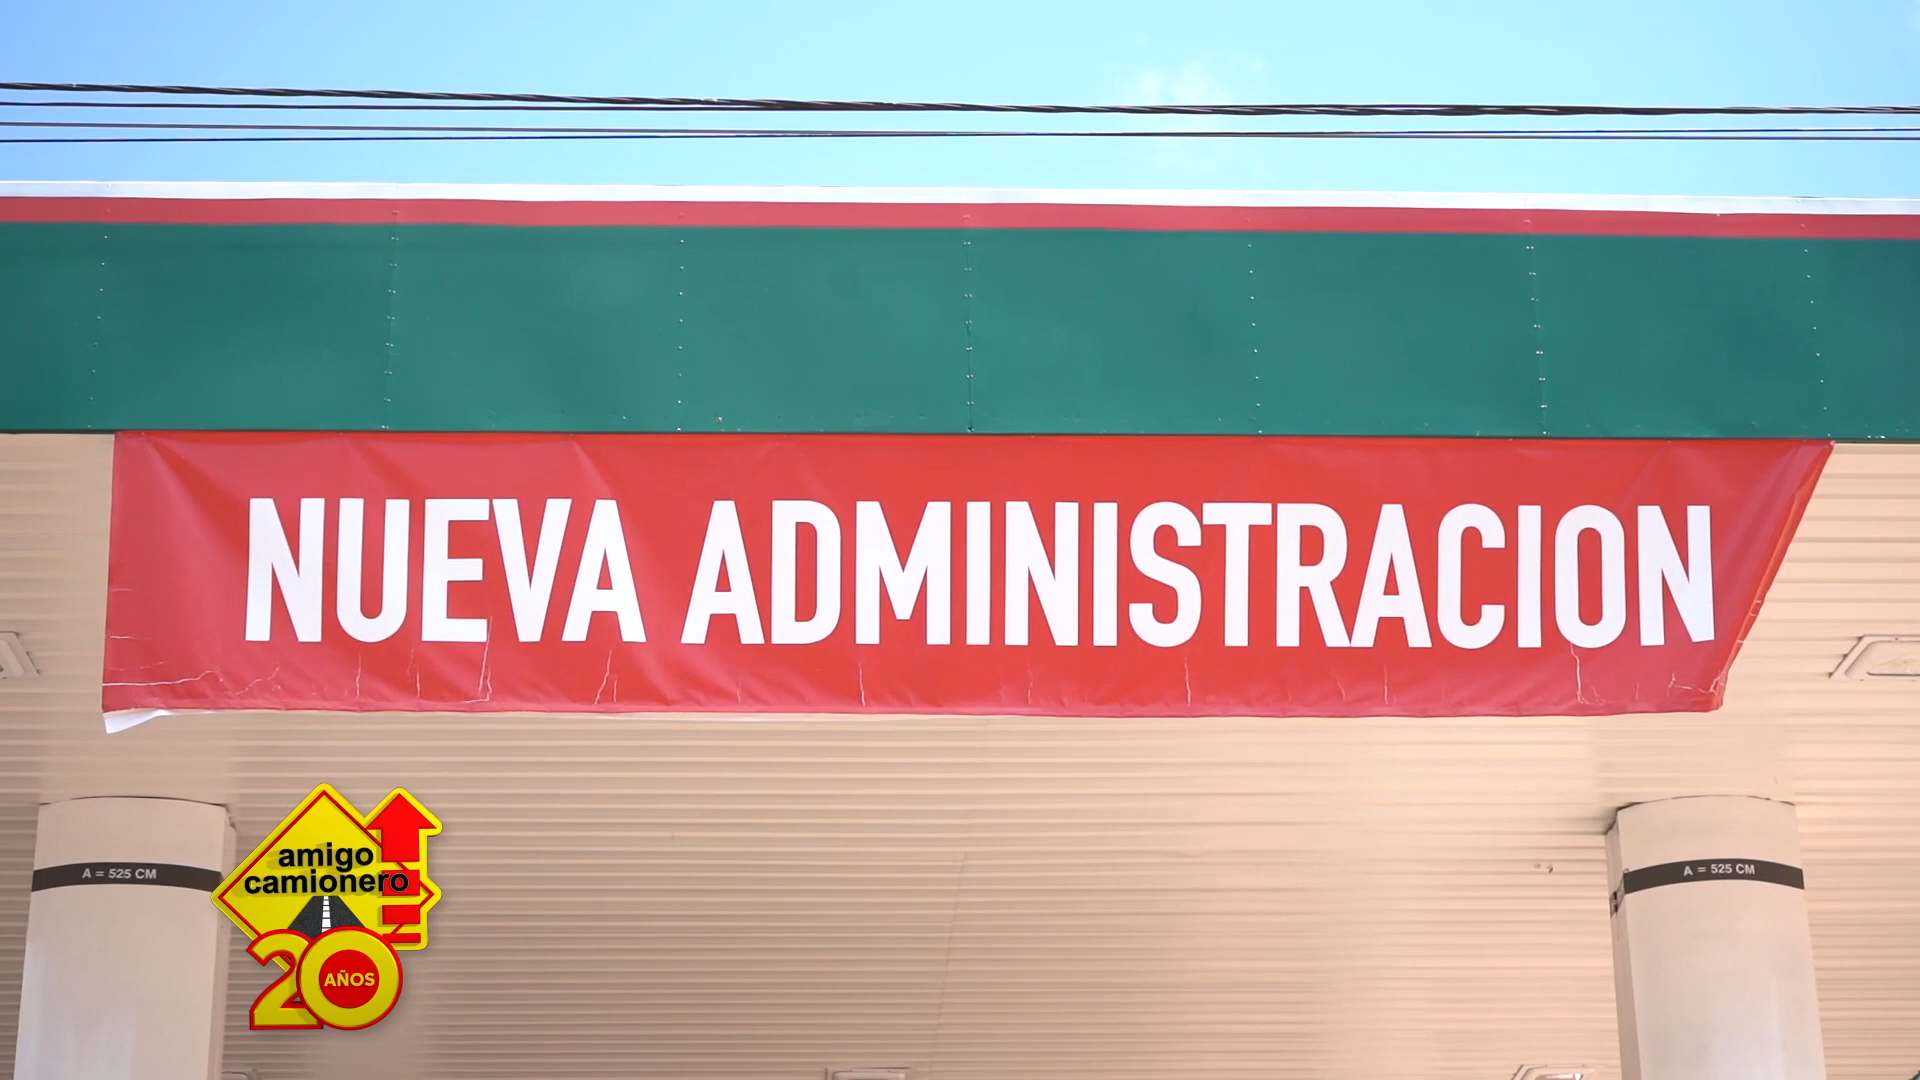 NUEVA ADMINISTRACION
A = 525 CM
A = 525 CM
amigo
camionero
20
AÑOS